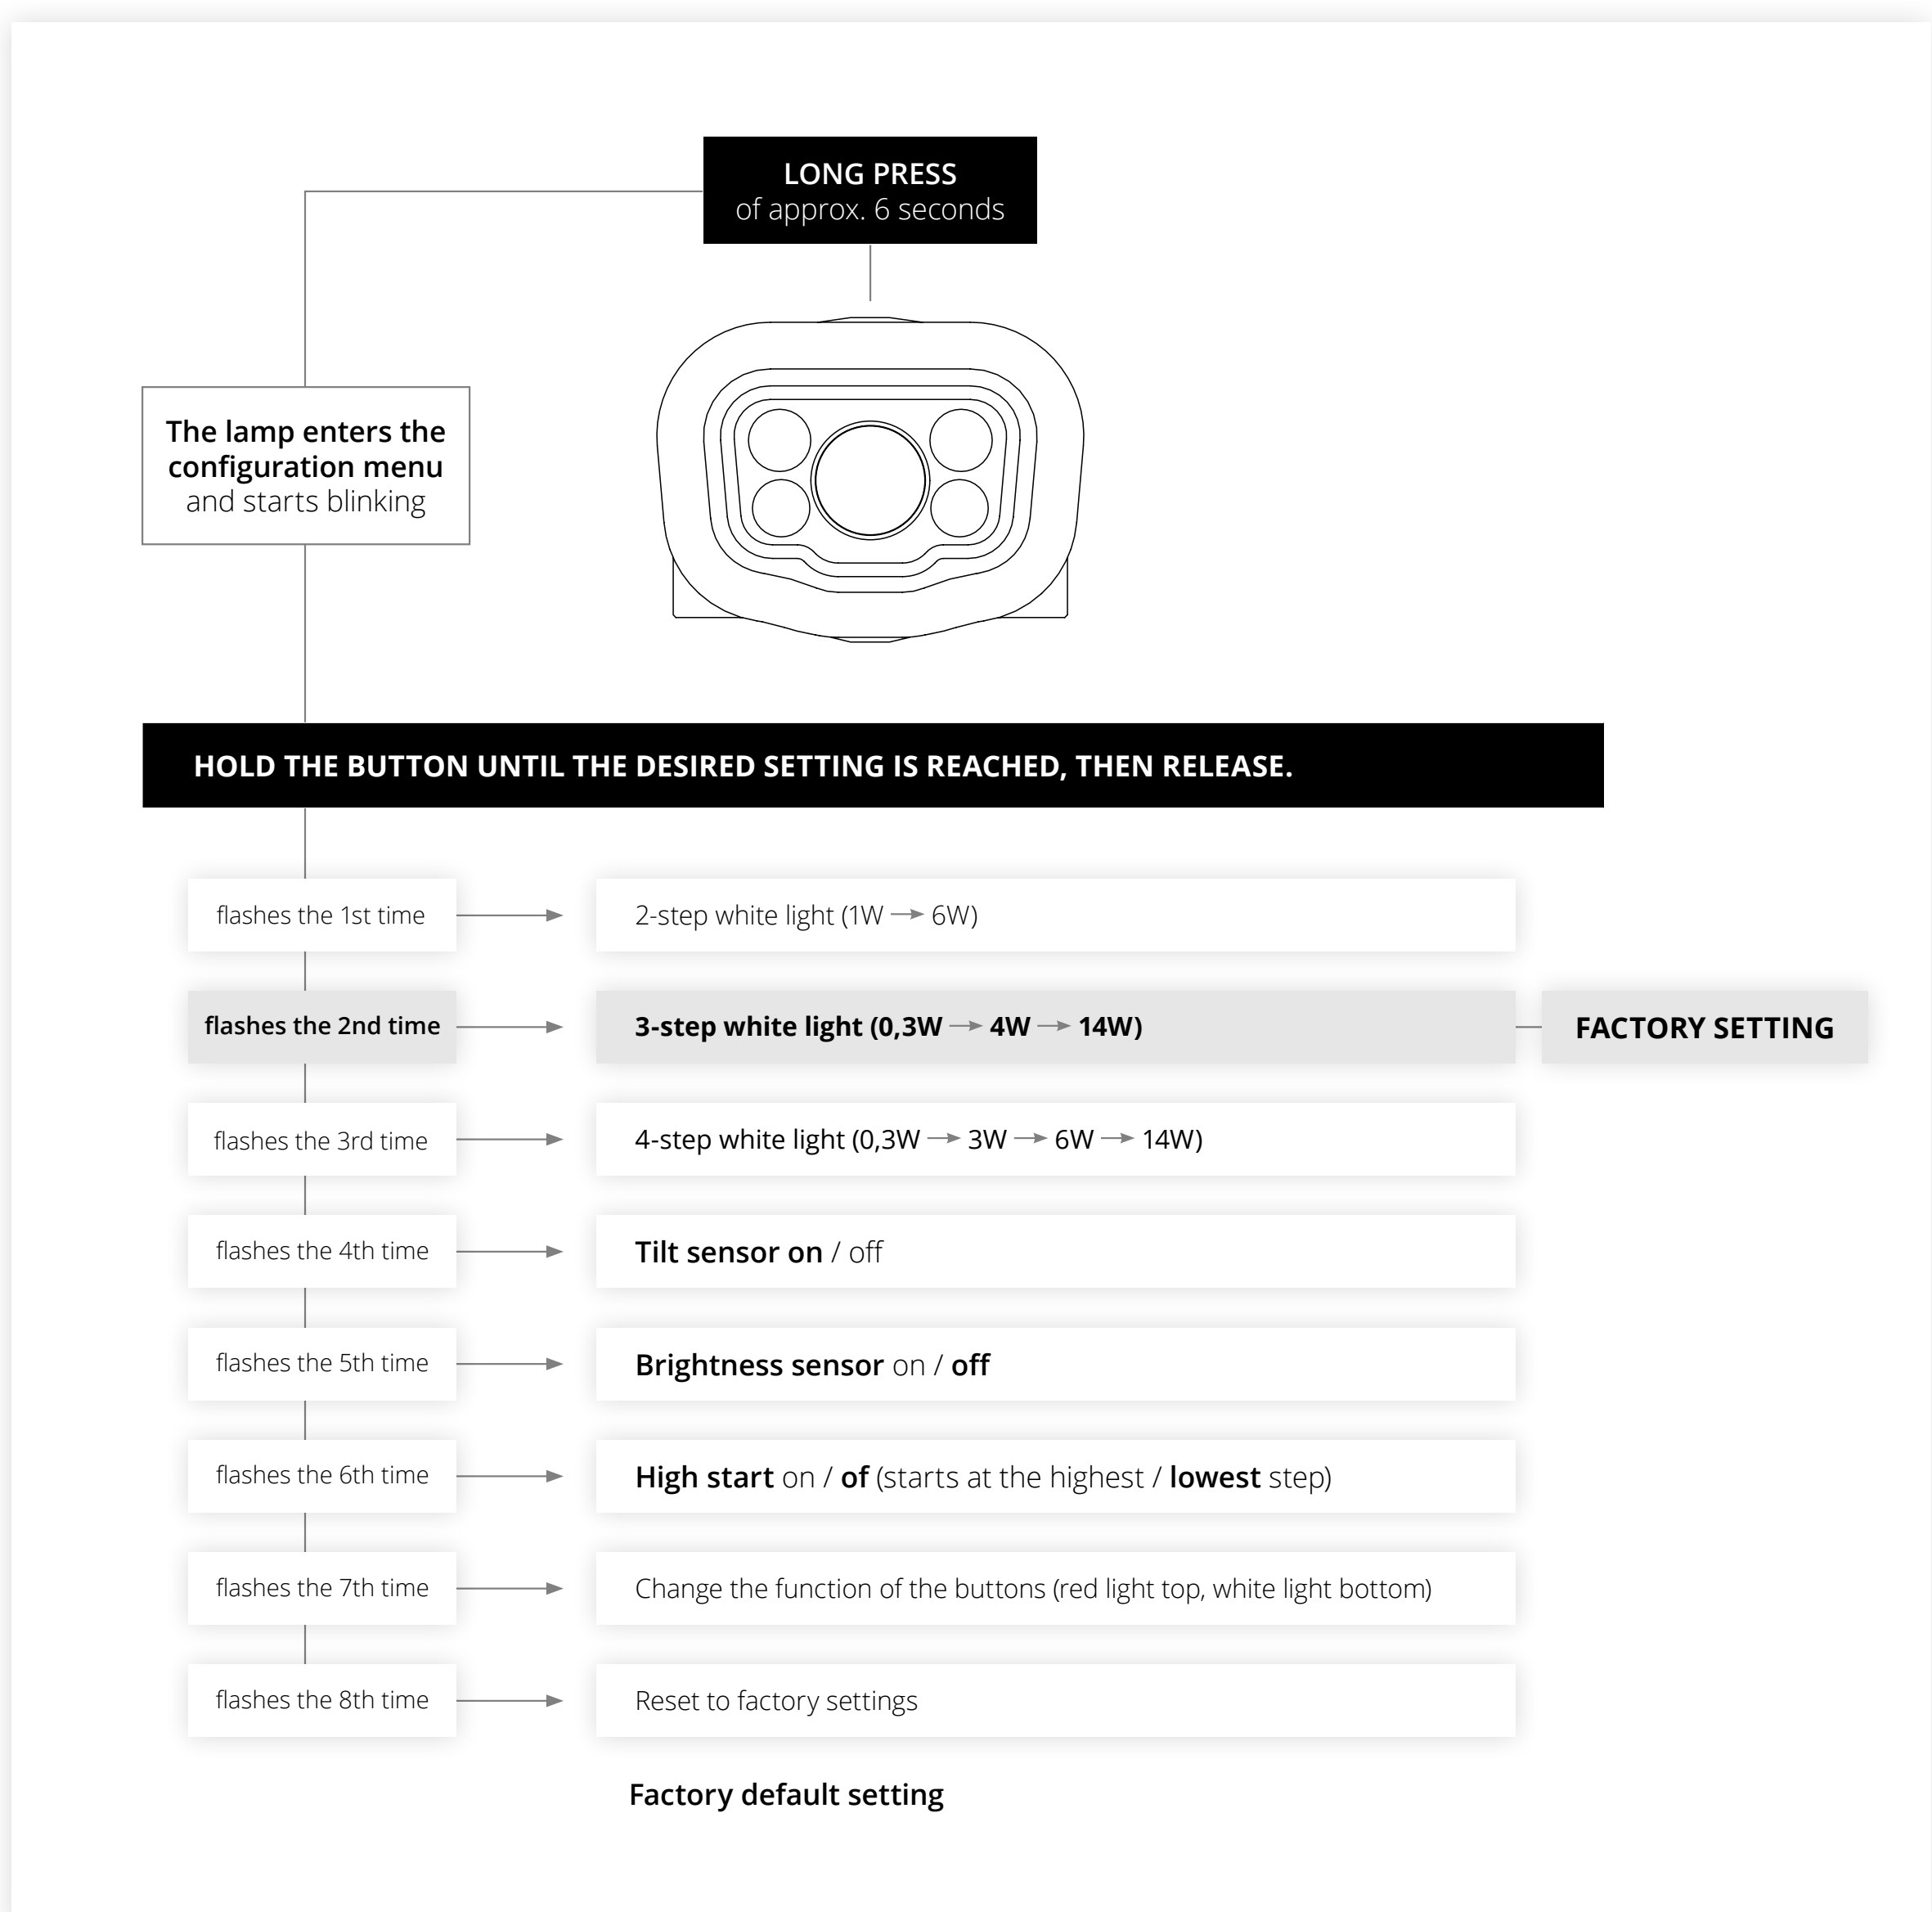 LONG PRESS
of approx. 6 seconds
The lamp enters the
configuration menu
and starts blinking
HOLD THE BUTTON UNTIL THE DESIRED SETTING IS REACHED, THEN RELEASE.
flashes the 1st time
2-step white light (1W → 6W)
flashes the 2nd time
3-step white light (0,3W → 4W → 14W)
FACTORY SETTING
flashes the 3rd time
4-step white light (0,3W → 3W → 6W → 14W)
flashes the 4th time
Tilt sensor on / off
flashes the 5th time
Brightness sensor on / off
flashes the 6th time
High start on / of (starts at the highest / lowest step)
flashes the 7th time
Change the function of the buttons (red light top, white light bottom)
flashes the 8th time
Reset to factory settings
Factory default setting